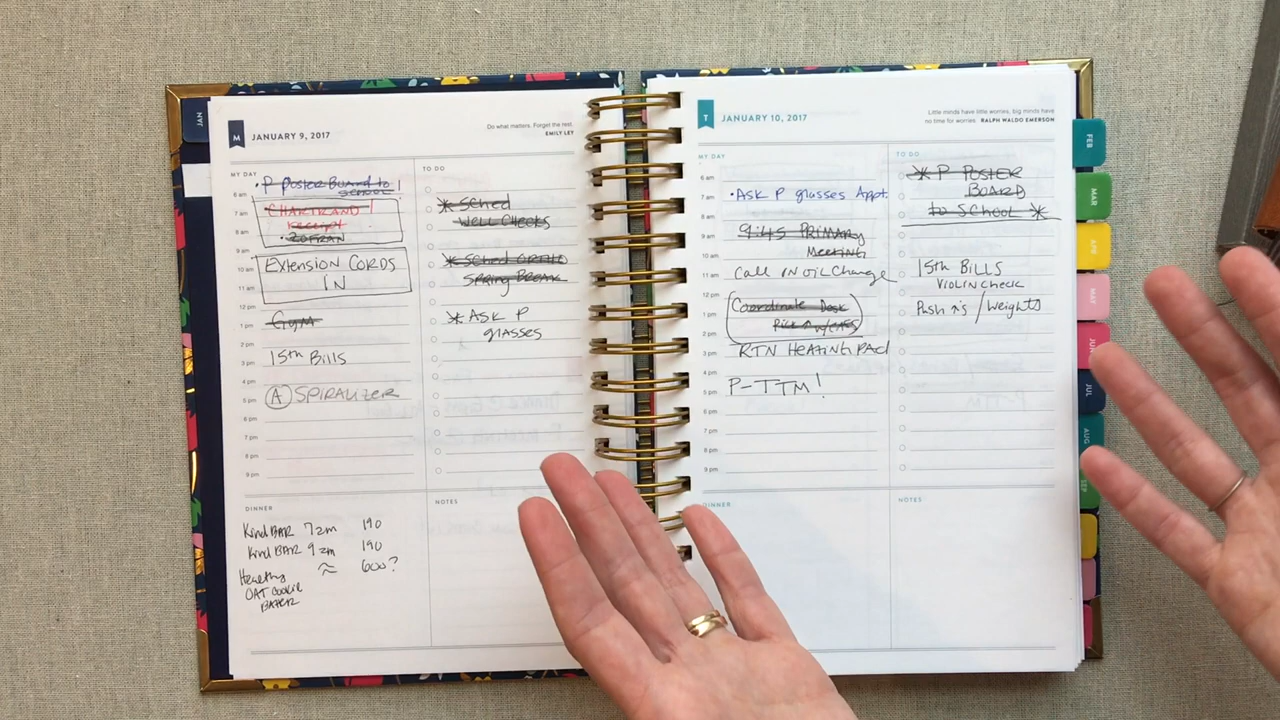 JAN
M JANUARY 9, 2017
Do what matters. Forget the rest.
EMILY LEY
MY DAY
6 am • P POSTER BOARD to
SCHOOL !
7 am CHARTRAND !
receipt
8 am • ZOFRAN
9 am
10 am EXTENSION CORDS
11 am IN
12 pm
1 pm GYM
2 pm
3 pm 15th Bills
4 pm
5 pm A SPIRALIZER
6 pm
7 pm
8 pm
9 pm
TO DO
* SCHED
WELL CHECKS
* SCHED
Spring BREAK
* ASK P
glasses
DINNER
Kind BAR 7am 190
Kind BAR 9am 190
Healthy ≈ 600?
OAT COOKIE
NOTES
T JANUARY 10, 2017
Little minds have little worries, big minds have
no time for worries. RALPH WALDO EMERSON
MY DAY
6 am
7 am • ASK P glasses Appt.
8 am
9 am 9:45 PRIMARY
10 am MEETING
11 am Call IN OIL Change
12 pm
1 pm Coordinate Desk
2 pm Pick
3 pm RTN HEATING PAD
4 pm
5 pm P-TTM!
6 pm
7 pm
8 pm
9 pm
TO DO
* P POSTER
BOARD
to SCHOOL *
15th BILLS
VIOLIN CHECK
Push ^'s / Weights
DINNER
NOTES
FEB
MAR
APR
MAY
JUN
JUL
AUG
SEP